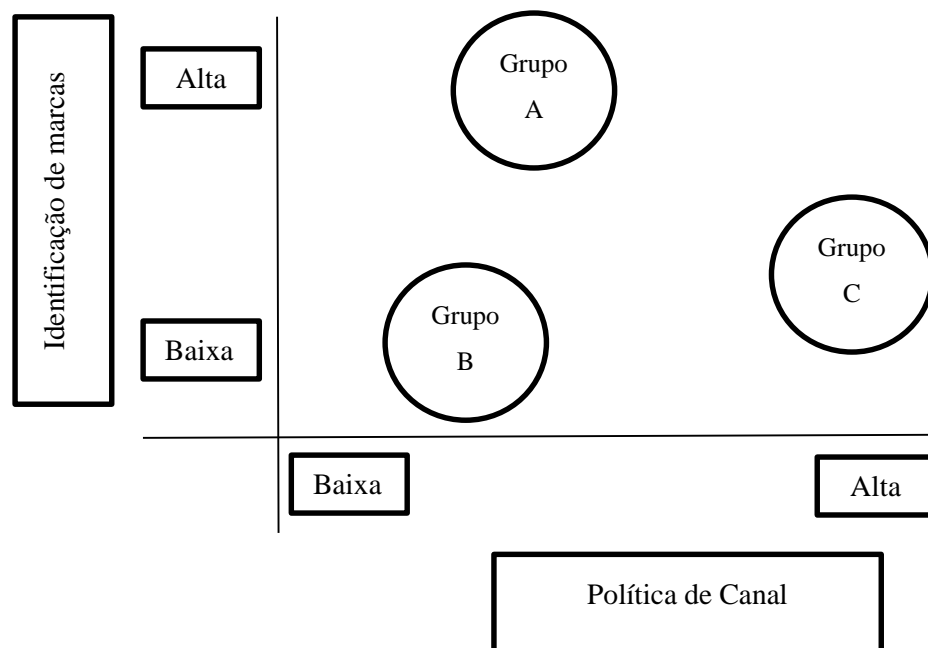 Identificação de marcas
Alta
Grupo
A
Grupo
C
Grupo
B
Baixa
Baixa
Alta
Política de Canal